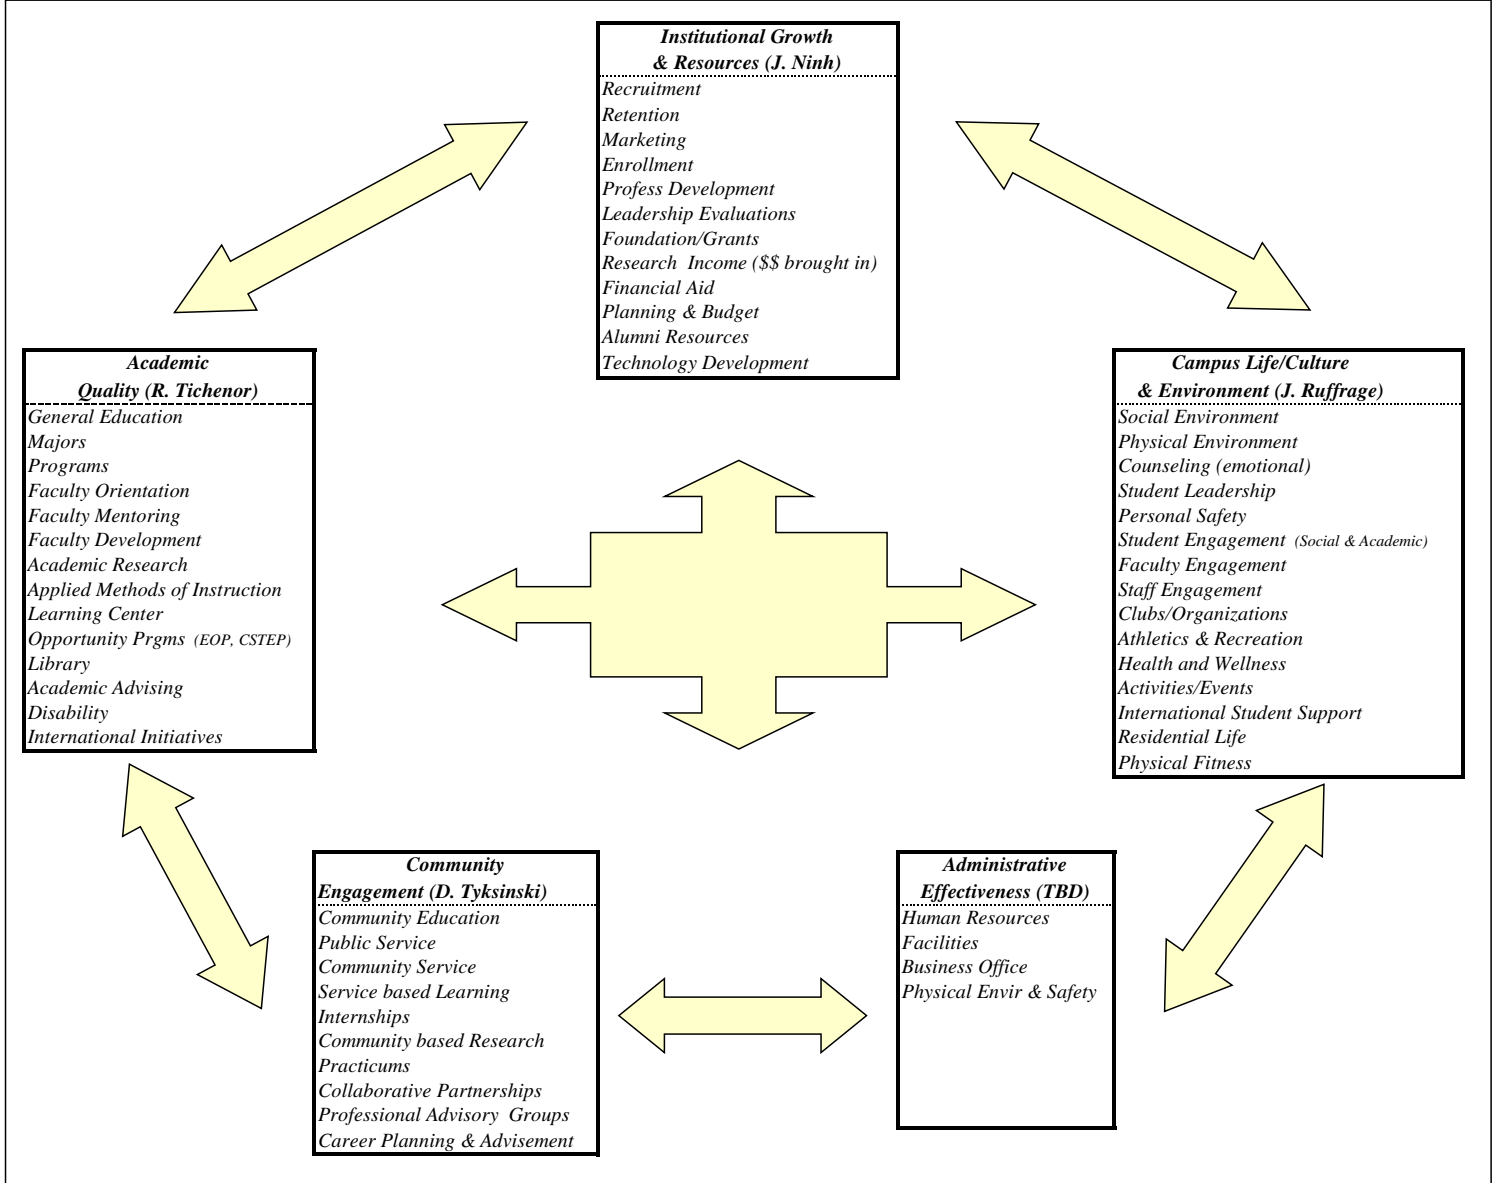 Institutional Growth
& Resources (J. Ninh)
Recruitment
Retention
Marketing
Enrollment
Profess Development
Leadership Evaluations
Foundation/Grants
Research  Income ($$ brought in)
Financial Aid
Planning & Budget
Alumni Resources
Technology Development
Academic
Quality (R. Tichenor)
General Education
Majors
Programs
Faculty Orientation
Faculty Mentoring
Faculty Development
Academic Research
Applied Methods of Instruction
Learning Center
Opportunity Prgms  (EOP, CSTEP)
Library
Academic Advising
Disability
International Initiatives
Campus Life/Culture
& Environment (J. Ruffrage)
Social Environment
Physical Environment
Counseling (emotional)
Student Leadership
Personal Safety
Student Engagement  (Social & Academic)
Faculty Engagement
Staff Engagement
Clubs/Organizations
Athletics & Recreation
Health and Wellness
Activities/Events
International Student Support
Residential Life
Physical Fitness
Community
Engagement (D. Tyksinski)
Community Education
Public Service
Community Service
Service based Learning
Internships
Community based Research
Practicums
Collaborative Partnerships
Professional Advisory  Groups
Career Planning & Advisement
Administrative
Effectiveness (TBD)
Human Resources
Facilities
Business Office
Physical Envir & Safety